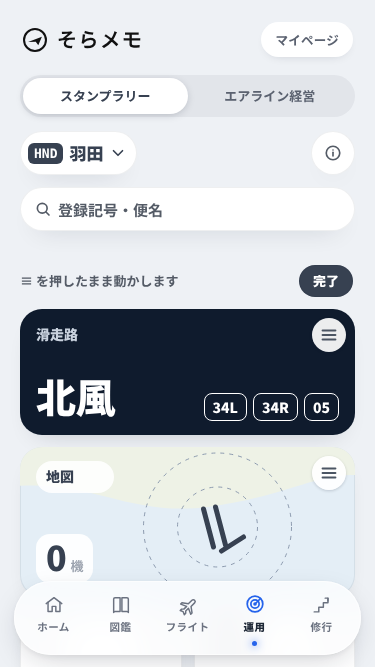 そらメモ
マイページ
スタンプラリー
エアライン経営
HND 羽田
登録記号・便名
≡ を押したまま動かします
完了
滑走路
北風
34L
34R
05
地図
0 機
ホーム
図鑑
フライト
運用
修行